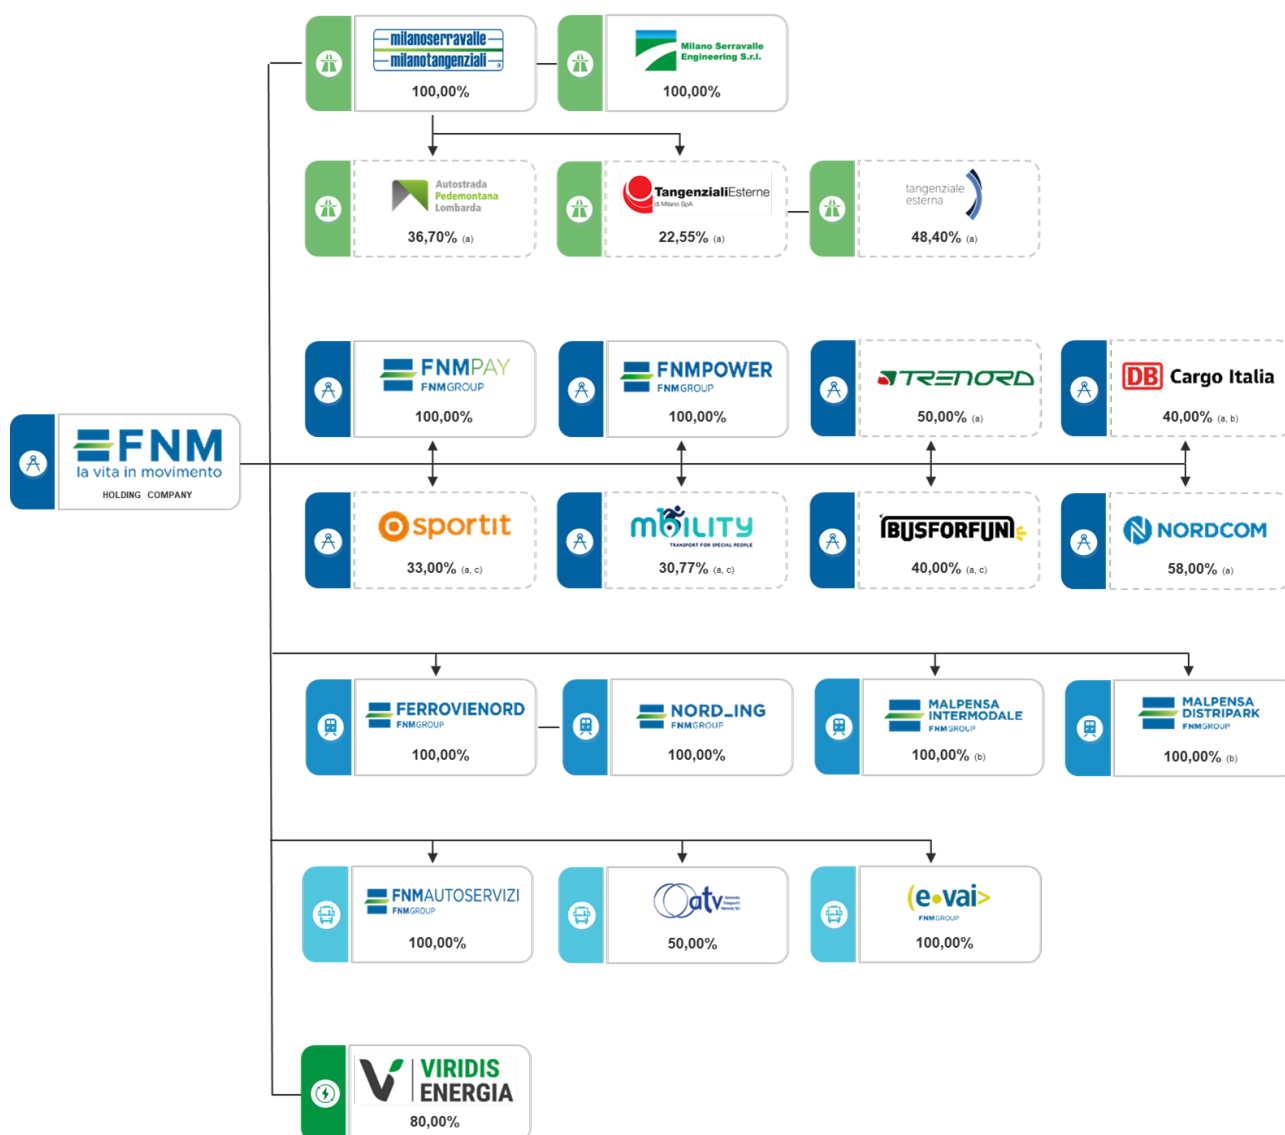 milanoserravalle
milanotangenziali
100,00%
Milano Serravalle
Engineering S.r.l.
100,00%
Autostrada
Pedemontana
Lombarda
36,70% (a)
TangenzialiEsterne
di Milano SpA
22,55% (a)
tangenziale
esterna
48,40% (a)
FNMPAY
FNMGROUP
100,00%
FNMPOWER
FNMGROUP
100,00%
TRENORD
50,00% (a)
DB Cargo Italia
40,00% (a, b)
FNM
la vita in movimento
HOLDING COMPANY
sportit
33,00% (a, c)
mbility
TRANSPORT FOR SPECIAL PEOPLE
30,77% (a, c)
BUSFORFUN
40,00% (a, c)
NORDCOM
58,00% (a)
FERROVIENORD
FNMGROUP
100,00%
NORD_ING
FNMGROUP
100,00%
MALPENSA
INTERMODALE
FNMGROUP
100,00% (b)
MALPENSA
DISTRIPARK
FNMGROUP
100,00% (b)
FNMAUTOSERVIZI
FNMGROUP
100,00%
atv Azienda
Trasporti
Verona Srl
50,00%
(e•vai>
FNMGROUP
100,00%
VIRIDIS
ENERGIA
80,00%